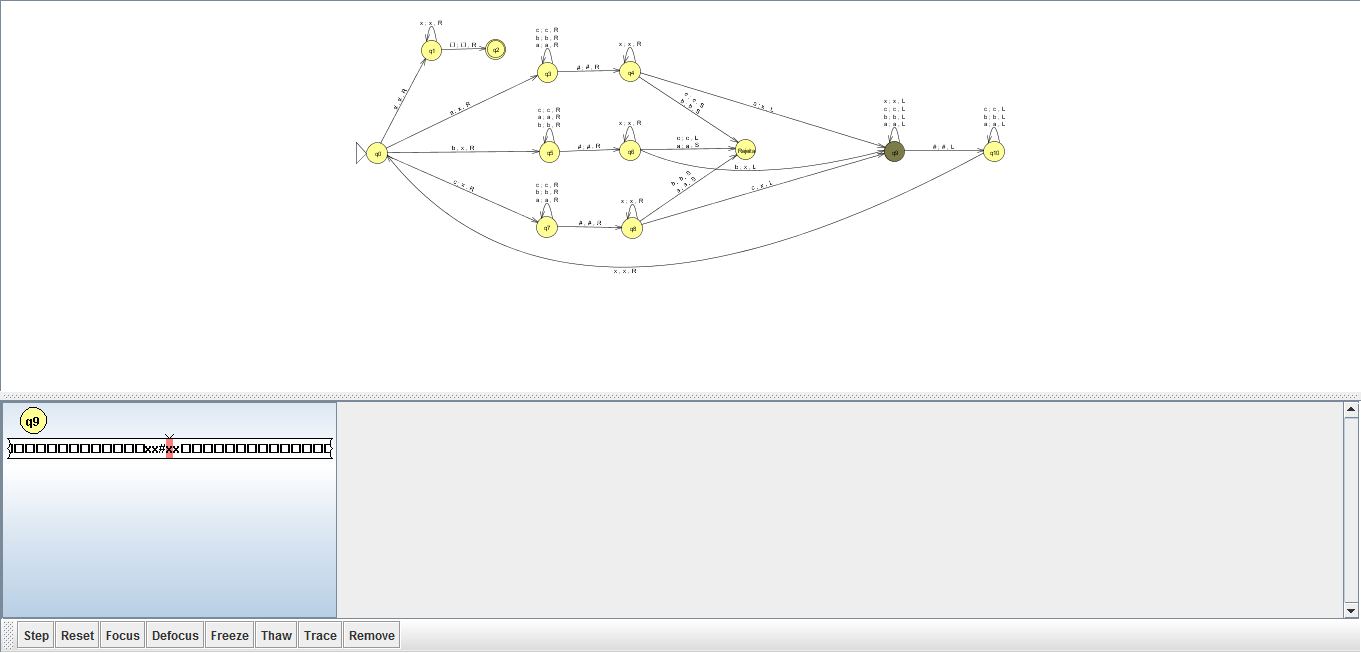 x ; x , R
q1
q2
c ; c , R
b ; b , R
a ; a , R
q3
#; #, R
x ; x , R
q4
a, x, R
c ; x , L
x ; x , L
c ; c , L
b ; b , L
a ; a , L
c ; c , L
b ; b , L
a ; a , L
c ; c , R
a ; a , R
b ; b , R
x ; x , R
q0
b, x, R
q5
#; #, R
q6
c ; c, L
a ; a, S
Rejeita
b , x , L
q9
#; #, L
q10
c , x , R
c ; c , R
b ; b , R
a ; a , R
x ; x , R
c , x , L
q7
#, #, R
q8
x ; x , R
q9
xx#xx
Step Reset Focus Defocus Freeze Thaw Trace Remove